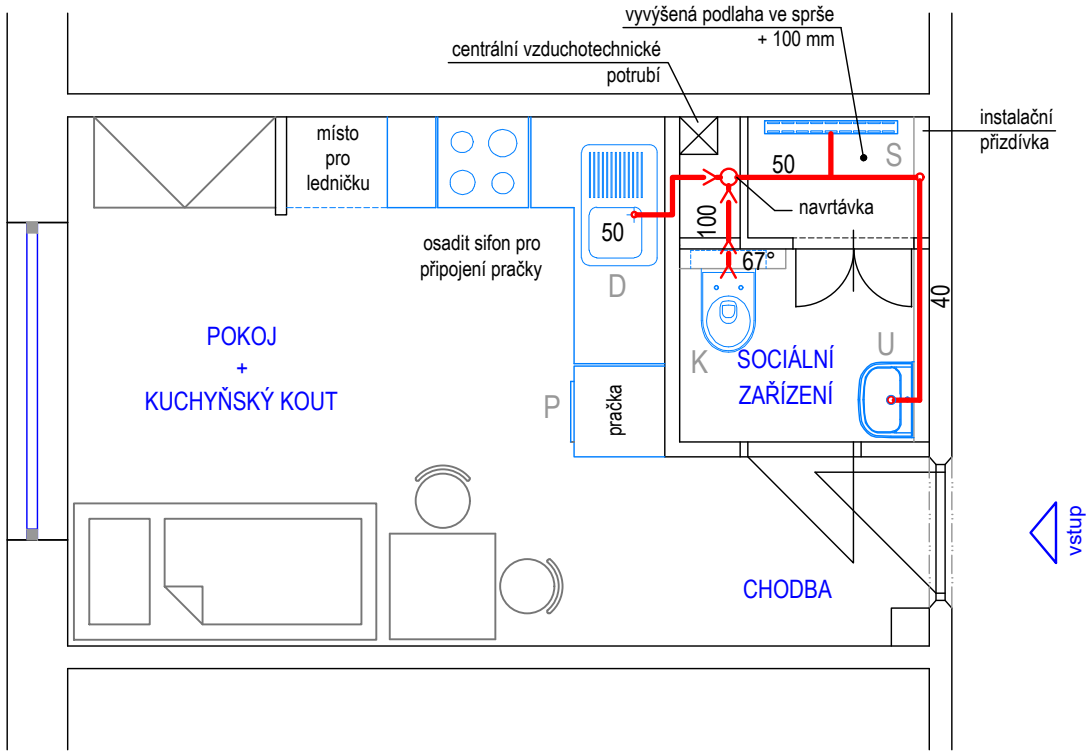 vyvýšená podlaha ve sprše
+ 100 mm
centrální vzduchotechnické
potrubí
instalační
přizdívka
místo
pro
ledničku
50
S
navrtávka
100
50
osadit sifon pro
připojení pračky
67°
D
40
POKOJ
+
KUCHYŇSKÝ KOUT
K
SOCIÁLNÍ
ZAŘÍZENÍ
U
P
pračka
vstup
CHODBA